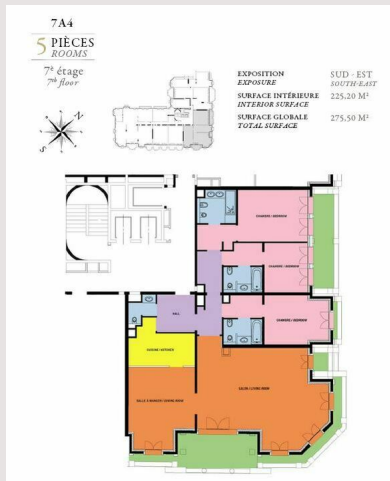 7A4
5 PIÈCES
ROOMS
7è étage
7th floor
N
S
EXPOSITION SUD - EST
EXPOSURE SOUTH-EAST
SURFACE INTÉRIEURE 225.20 M²
INTERIOR SURFACE
SURFACE GLOBALE 275.50 M²
TOTAL SURFACE
CHAMBRE / BEDROOM
CHAMBRE / BEDROOM
CHAMBRE / BEDROOM
HALL
CUISINE / KITCHEN
SALLE À MANGER / DINING ROOM
SALON / LIVING ROOM